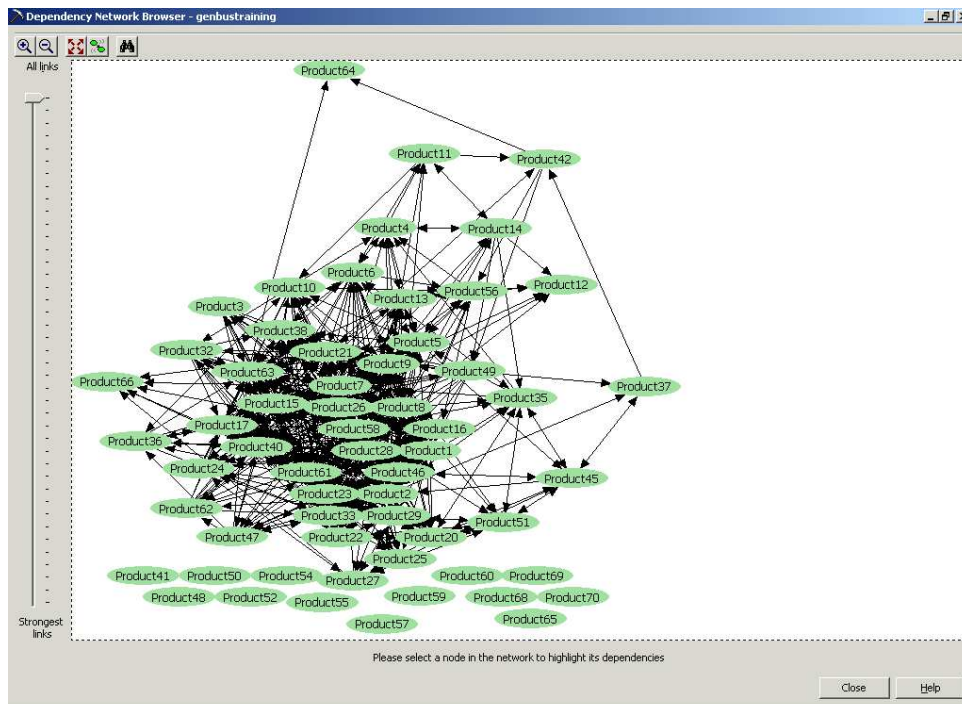 Dependency Network Browser - genbustraining
All links
Product64
Product11
Product42
Product4
Product14
Product6
Product10
Product13
Product56
Product12
Product3
Product38
Product5
Product32
Product21
Product9
Product63
Product49
Product66
Product7
Product37
Product15
Product26
Product8
Product35
Product17
Product58
Product16
Product36
Product40
Product28
Product1
Product24
Product61
Product46
Product45
Product23
Product2
Product62
Product33
Product29
Product51
Product47
Product22
Product20
Product25
Product41
Product50
Product54
Product27
Product60
Product69
Product48
Product52
Product55
Product59
Product68
Product70
Product57
Product65
Strongest
links
Please select a node in the network to highlight its dependencies
Close
Help